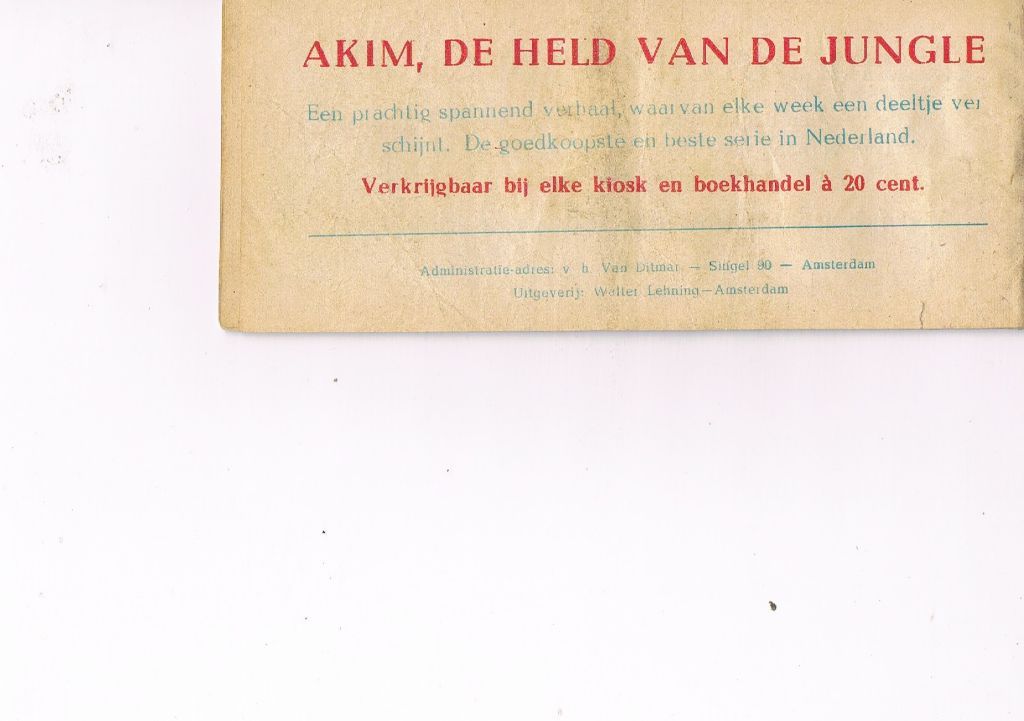 AKIM, DE HELD VAN DE JUNGLE
Een prachtig spannend verhaal, waarvan elke week een deeltje ver
schijnt. De goedkoopste en beste serie in Nederland.
Verkrijgbaar bij elke kiosk en boekhandel à 20 cent.
Administratie-adres: v. h. Van Ditmar — Singel 90 — Amsterdam
Uitgeverij: Walter Lehning—Amsterdam